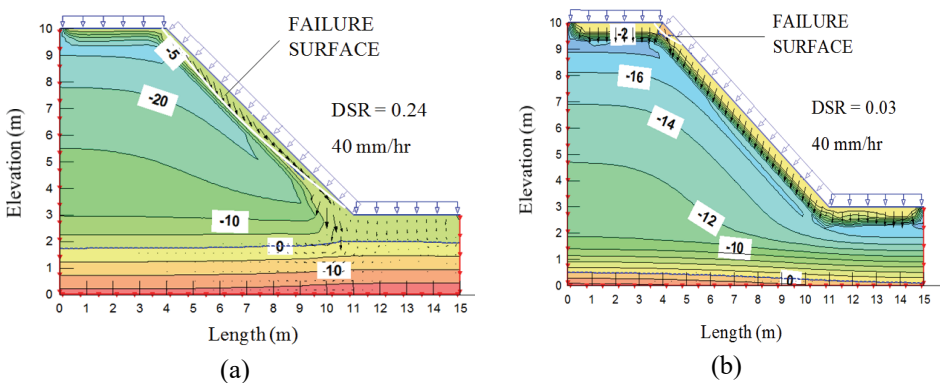 FAILURE
SURFACE
10
9
8
7
6
5
4
3
2
1
0
-5
-20
-10
0
-10
DSR = 0.24
40 mm/hr
0 1 2 3 4 5 6 7 8 9 10 11 12 13 14 15
Elevation (m)
Length (m)
(a)
FAILURE
SURFACE
10
9
8
7
6
5
4
3
2
1
0
-2
-16
-14
-12
-10
0
DSR = 0.03
40 mm/hr
0 1 2 3 4 5 6 7 8 9 10 11 12 13 14 15
Elevation (m)
Length (m)
(b)